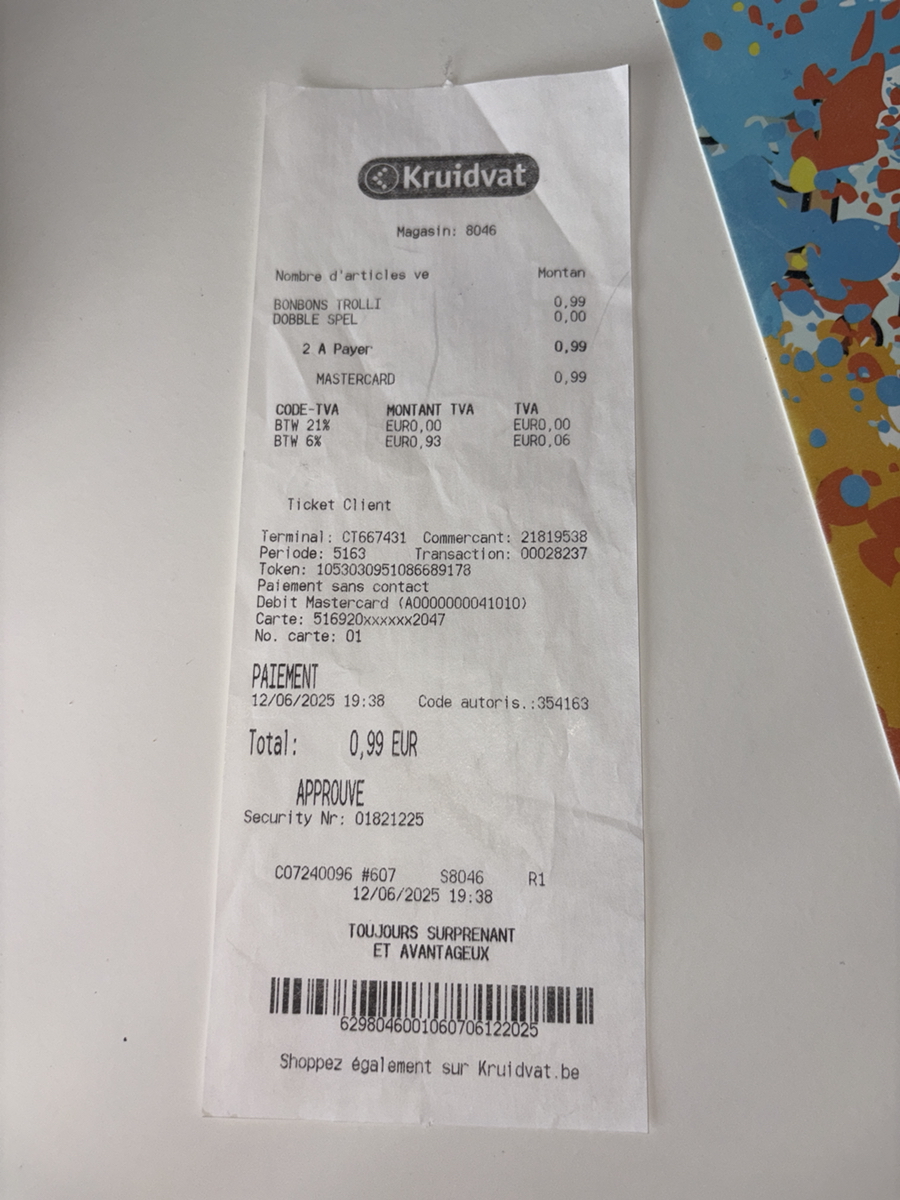 Kruidvat
Magasin: 8046
Nombre d'articles ve Montan
BONBONS TROLLI 0,99
DOBBLE SPEL 0,00
2 A Payer 0,99
MASTERCARD 0,99
CODE-TVA MONTANT TVA TVA
BTW 21% EUR0,00 EUR0,00
BTW 6% EUR0,93 EUR0,06
Ticket Client
Terminal: CT667431 Commercant: 21819538
Periode: 5163 Transaction: 00028237
Token: 1053030951086689178
Paiement sans contact
Debit Mastercard (A0000000041010)
Carte: 516920xxxxxx2047
No. carte: 01
PAIEMENT
12/06/2025 19:38 Code autoris.:354163
Total: 0,99 EUR
APPROUVE
Security Nr: 01821225
C07240096 #607 S8046 R1
12/06/2025 19:38
TOUJOURS SURPRENANT
ET AVANTAGEUX
6298046001060706122025
Shoppez également sur Kruidvat.be